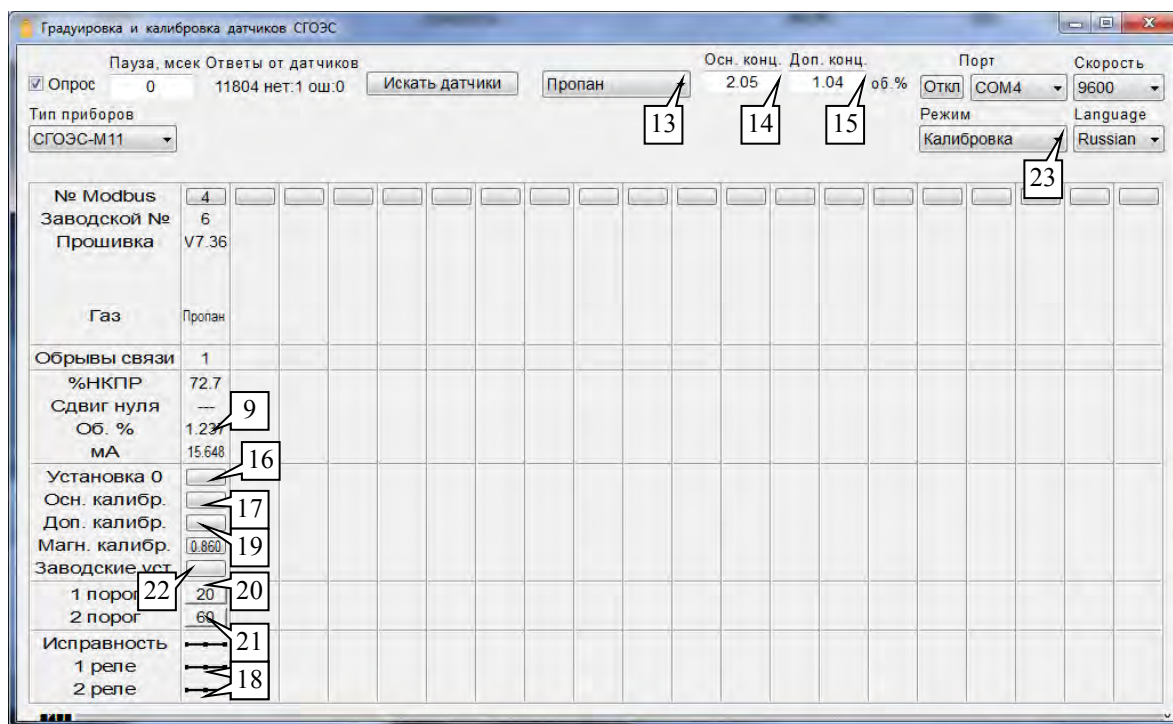 Градуировка и калибровка датчиков СГОЭС
Пауза, мсек Ответы от датчиков
Осн. конц. Доп. конц.
Порт
Скорость
Опрос 0 11804 нет:1 ош:0 Искать датчики Пропан 2.05 1.04 об.% Откл COM4 9600
13 14 15
Тип приборов
Режим
Language
СГОЭС-М11
Калибровка
Russian
23
№ Modbus 4
Заводской № 6
Прошивка V7.36
Газ Пропан
Обрывы связи 1
%НКПР 72.7
Сдвиг нуля ---
9
Об. % 1.237
мА 15.648
16
Установка 0
Осн. калибр.
17
Доп. калибр.
Магн. калибр. 0.860
19
Заводские уст.
22
20
1 порог 20
2 порог 60
21
Исправность
1 реле
18
2 реле